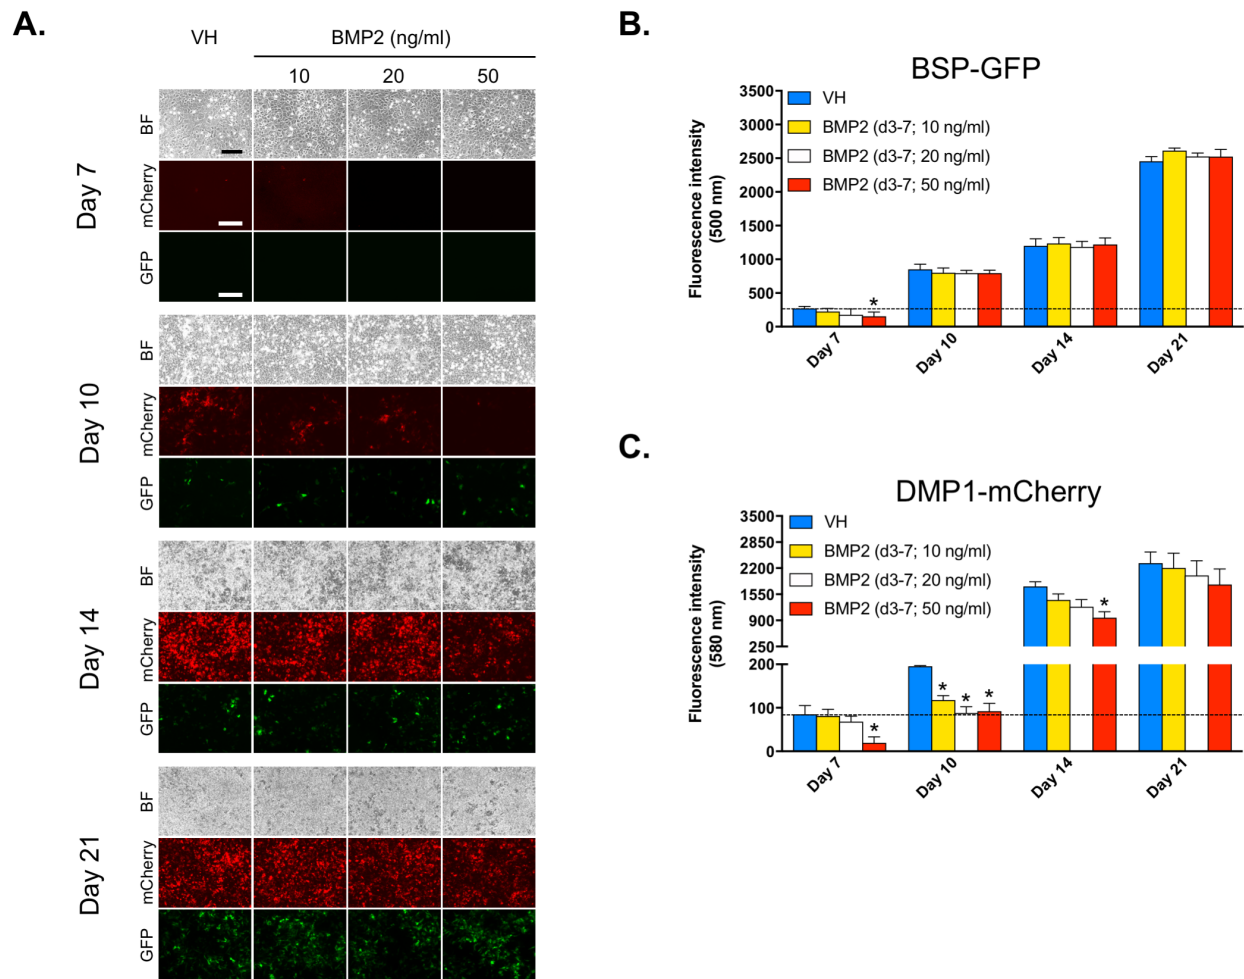 A.
VH
BMP2 (ng/ml)
10 20 50
Day 7
BF
mCherry
GFP
Day 10
BF
mCherry
GFP
Day 14
BF
mCherry
GFP
Day 21
BF
mCherry
GFP
B.
BSP-GFP
Fluorescence intensity
(500 nm)
3500
3000
2500
2000
1500
1000
500
0
VH
BMP2 (d3-7; 10 ng/ml)
BMP2 (d3-7; 20 ng/ml)
BMP2 (d3-7; 50 ng/ml)
*
Day 7
Day 10
Day 14
Day 21
C.
DMP1-mCherry
Fluorescence intensity
(580 nm)
3500
2850
2200
1550
900
250
200
100
0
VH
BMP2 (d3-7; 10 ng/ml)
BMP2 (d3-7; 20 ng/ml)
BMP2 (d3-7; 50 ng/ml)
*
* * *
*
Day 7
Day 10
Day 14
Day 21